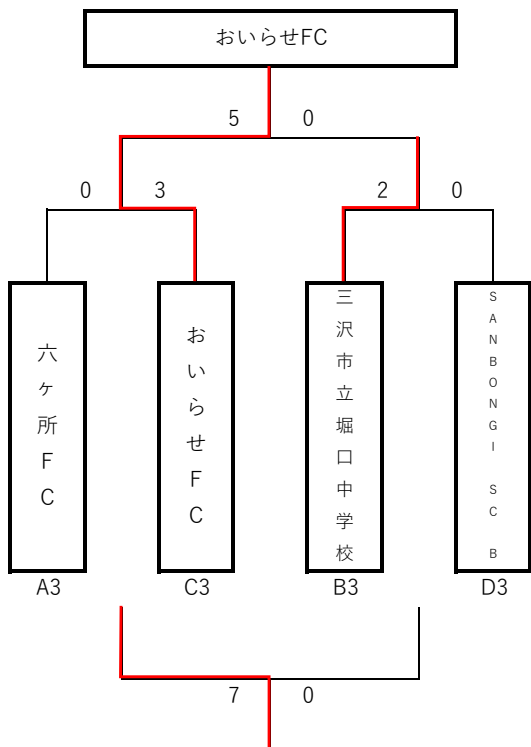 おいらせFC
5 0
0 3 2 0
六ヶ所FC
おいらせFC
三沢市立堀口中学校
SANBONGI SC B
A3 C3 B3 D3
7 0